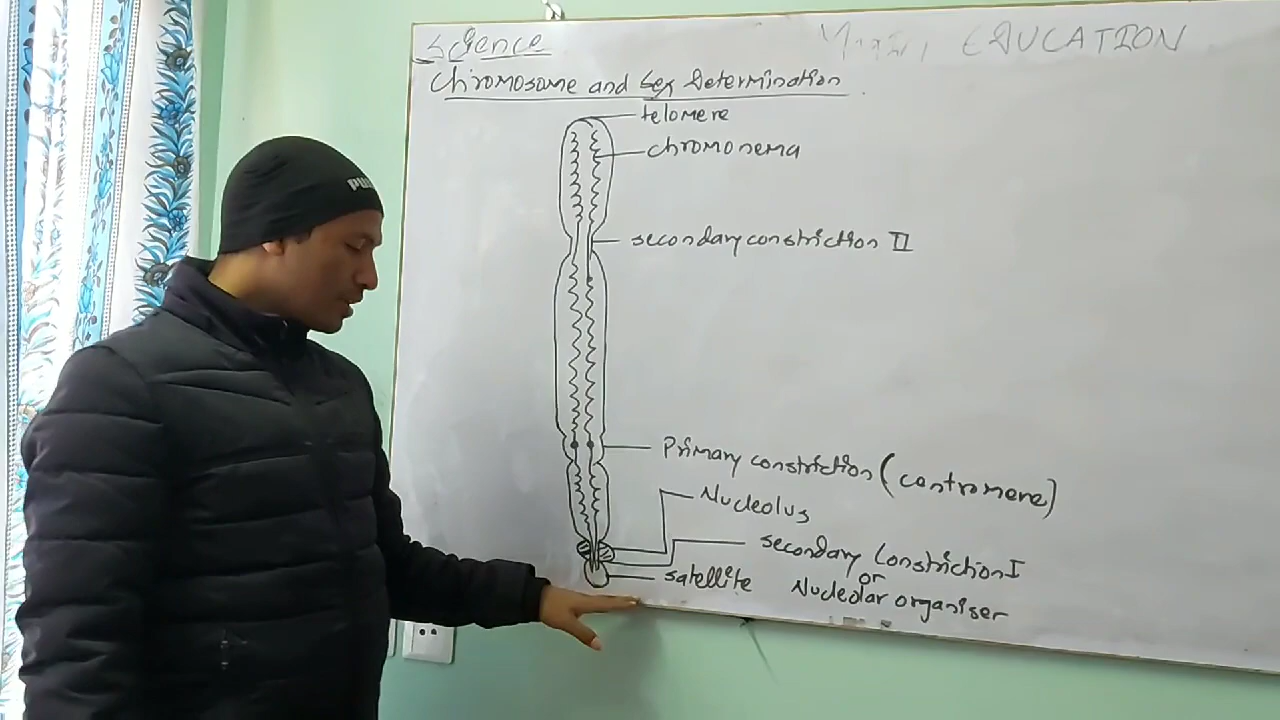 Science
EDUCATION
Chromosome and Sex Determination
telomere
chromonema
secondary constriction II
Primary constriction (centromere)
Nucleolus
secondary Constriction I
or
satellite
Nucleolar organiser